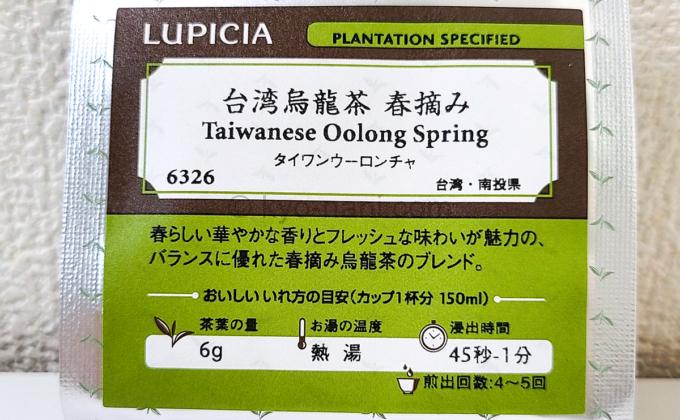 LUPICIA
PLANTATION SPECIFIED
台湾烏龍茶 春摘み
Taiwanese Oolong Spring
タイワンウーロンチャ
6326
台湾・南投県
春らしい華やかな香りとフレッシュな味わいが魅力の、
バランスに優れた春摘み烏龍茶のブレンド。
おいしいいれ方の目安(カップ1杯分 150ml)
茶葉の量 お湯の温度 浸出時間
6g 熱湯 45秒-1分
煎出回数:4〜5回